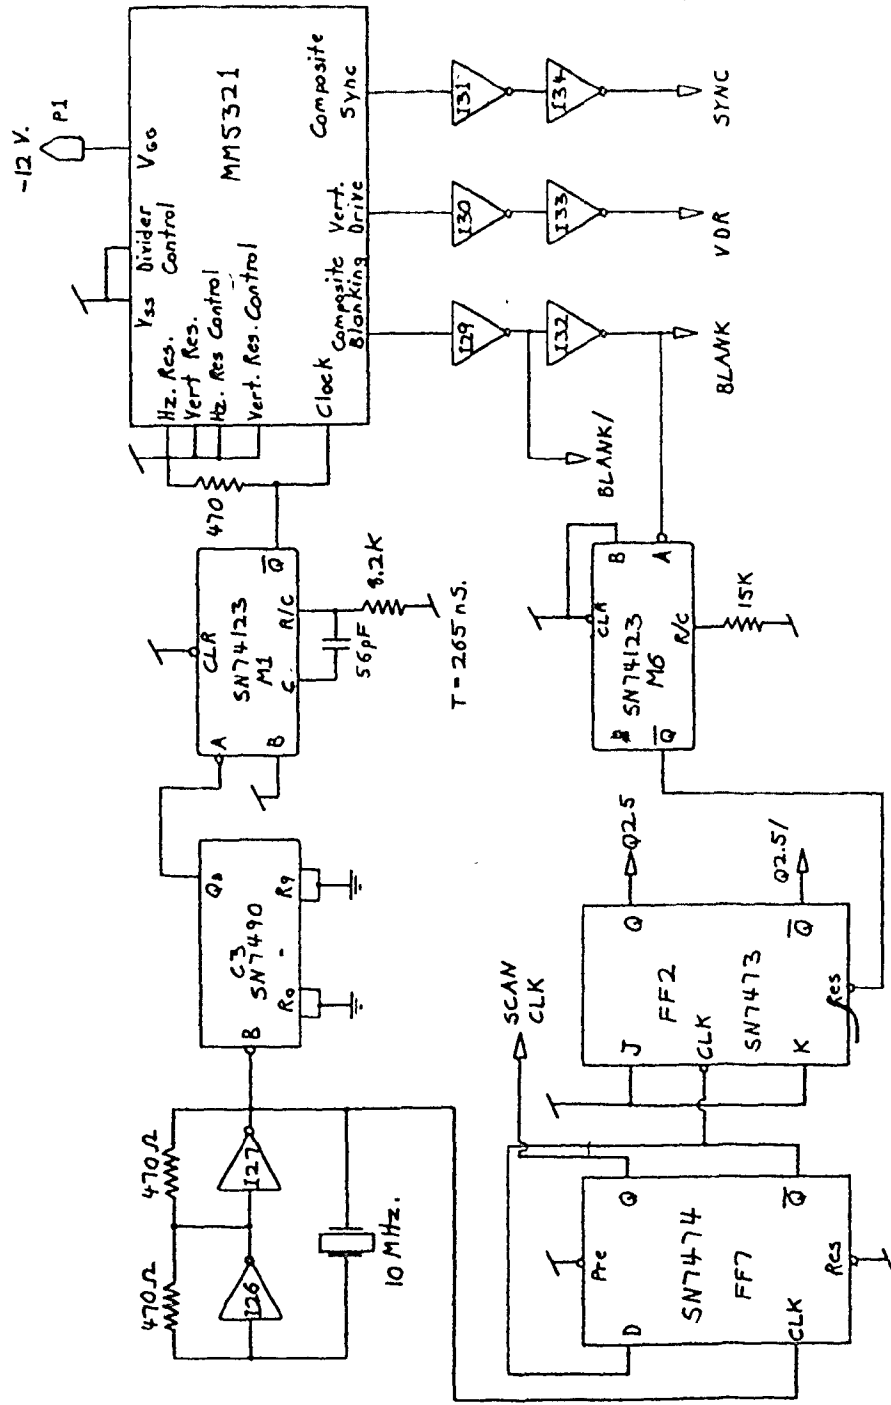 -12 V.
P1
VGG
Divider
Control
VSS
MM5321
Hz. Res.
Vert Res.
Hz. Res Control
Vert. Res. Control
Clock
Composite
Blanking
Vert.
Drive
Composite
Sync
I29
I30
I31
I32
I33
I34
BLANK/
BLANK
VDR
SYNC
470Ω
470Ω
I26
I27
10 MHz.
B
C3
SN7490
R0
R9
A
B
CLR
SN74123
M1
C
R/C
Q̅
56pF
8.2K
T = 265 nS.
470
D
Pre
Q
SN7474
FF7
CLK
Res
Q̅
SCAN
CLK
J
FF2
CLK
SN7473
K
Res
Q
Q̅
Q2.5
Q2.5/
CLR
B
SN74123
M6
Q̅
R/C
A
15K